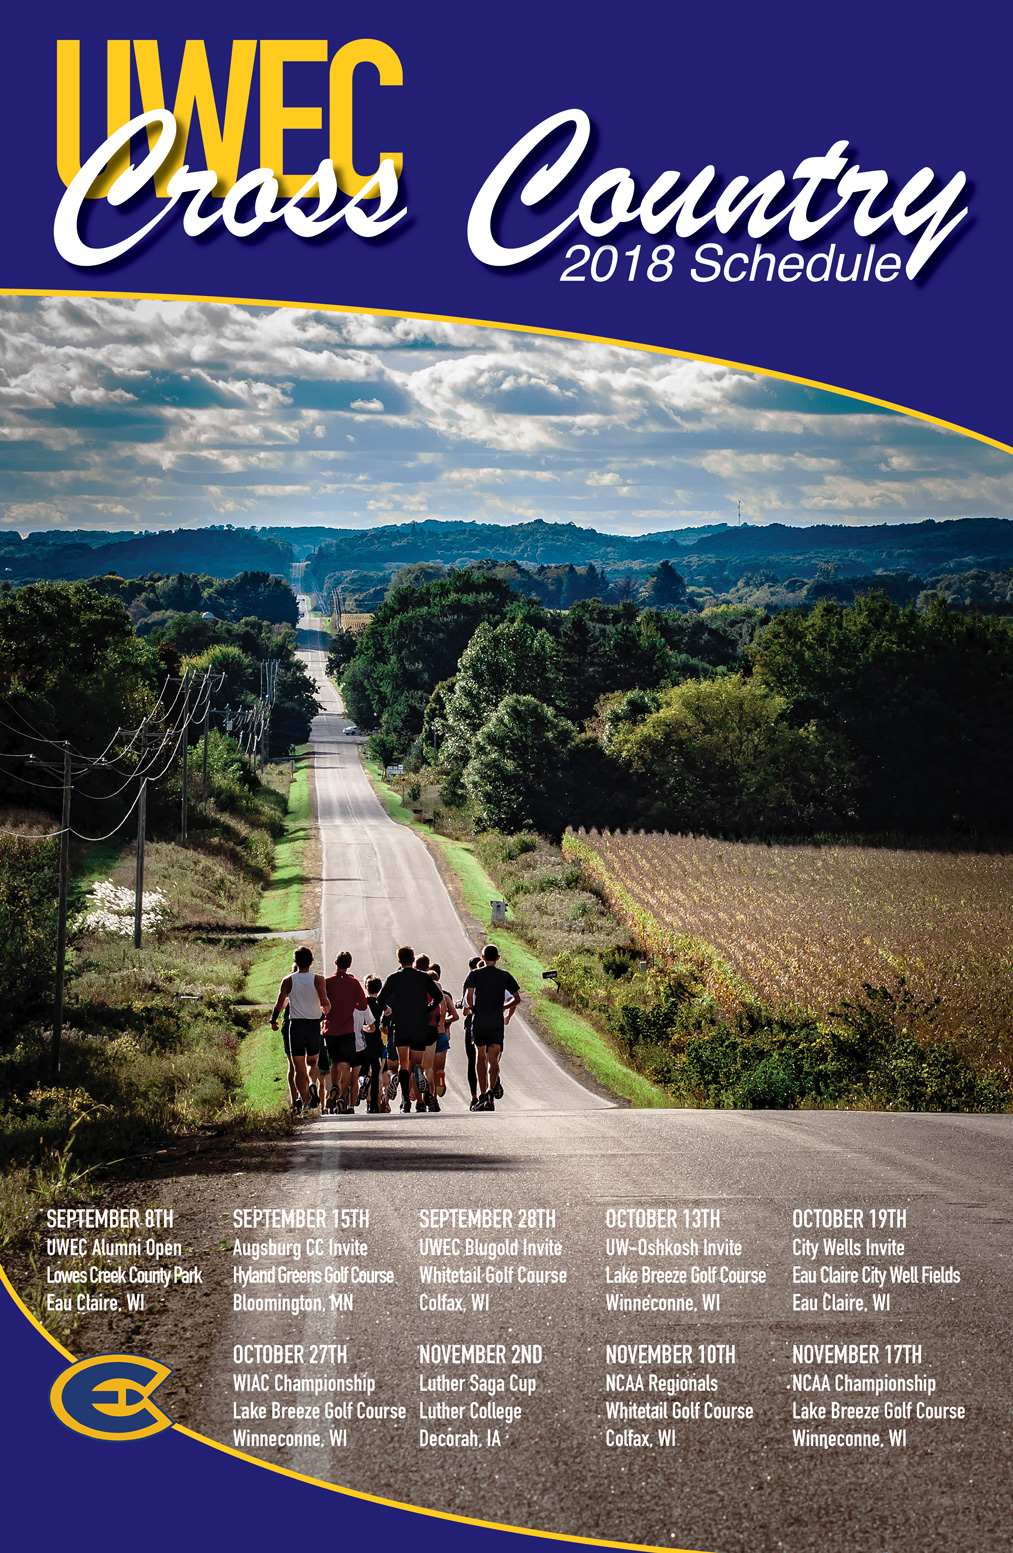 UWEC
Cross Country
2018 Schedule
SEPTEMBER 8TH
UWEC Alumni Open
Lowes Creek County Park
Eau Claire, WI
SEPTEMBER 15TH
Augsburg CC Invite
Hyland Greens Golf Course
Bloomington, MN
SEPTEMBER 28TH
UWEC Blugold Invite
Whitetail Golf Course
Colfax, WI
OCTOBER 13TH
UW-Oshkosh Invite
Lake Breeze Golf Course
Winneconne, WI
OCTOBER 19TH
City Wells Invite
Eau Claire City Well Fields
Eau Claire, WI
OCTOBER 27TH
WIAC Championship
Lake Breeze Golf Course
Winneconne, WI
NOVEMBER 2ND
Luther Saga Cup
Luther College
Decorah, IA
NOVEMBER 10TH
NCAA Regionals
Whitetail Golf Course
Colfax, WI
NOVEMBER 17TH
NCAA Championship
Lake Breeze Golf Course
Winneconne, WI